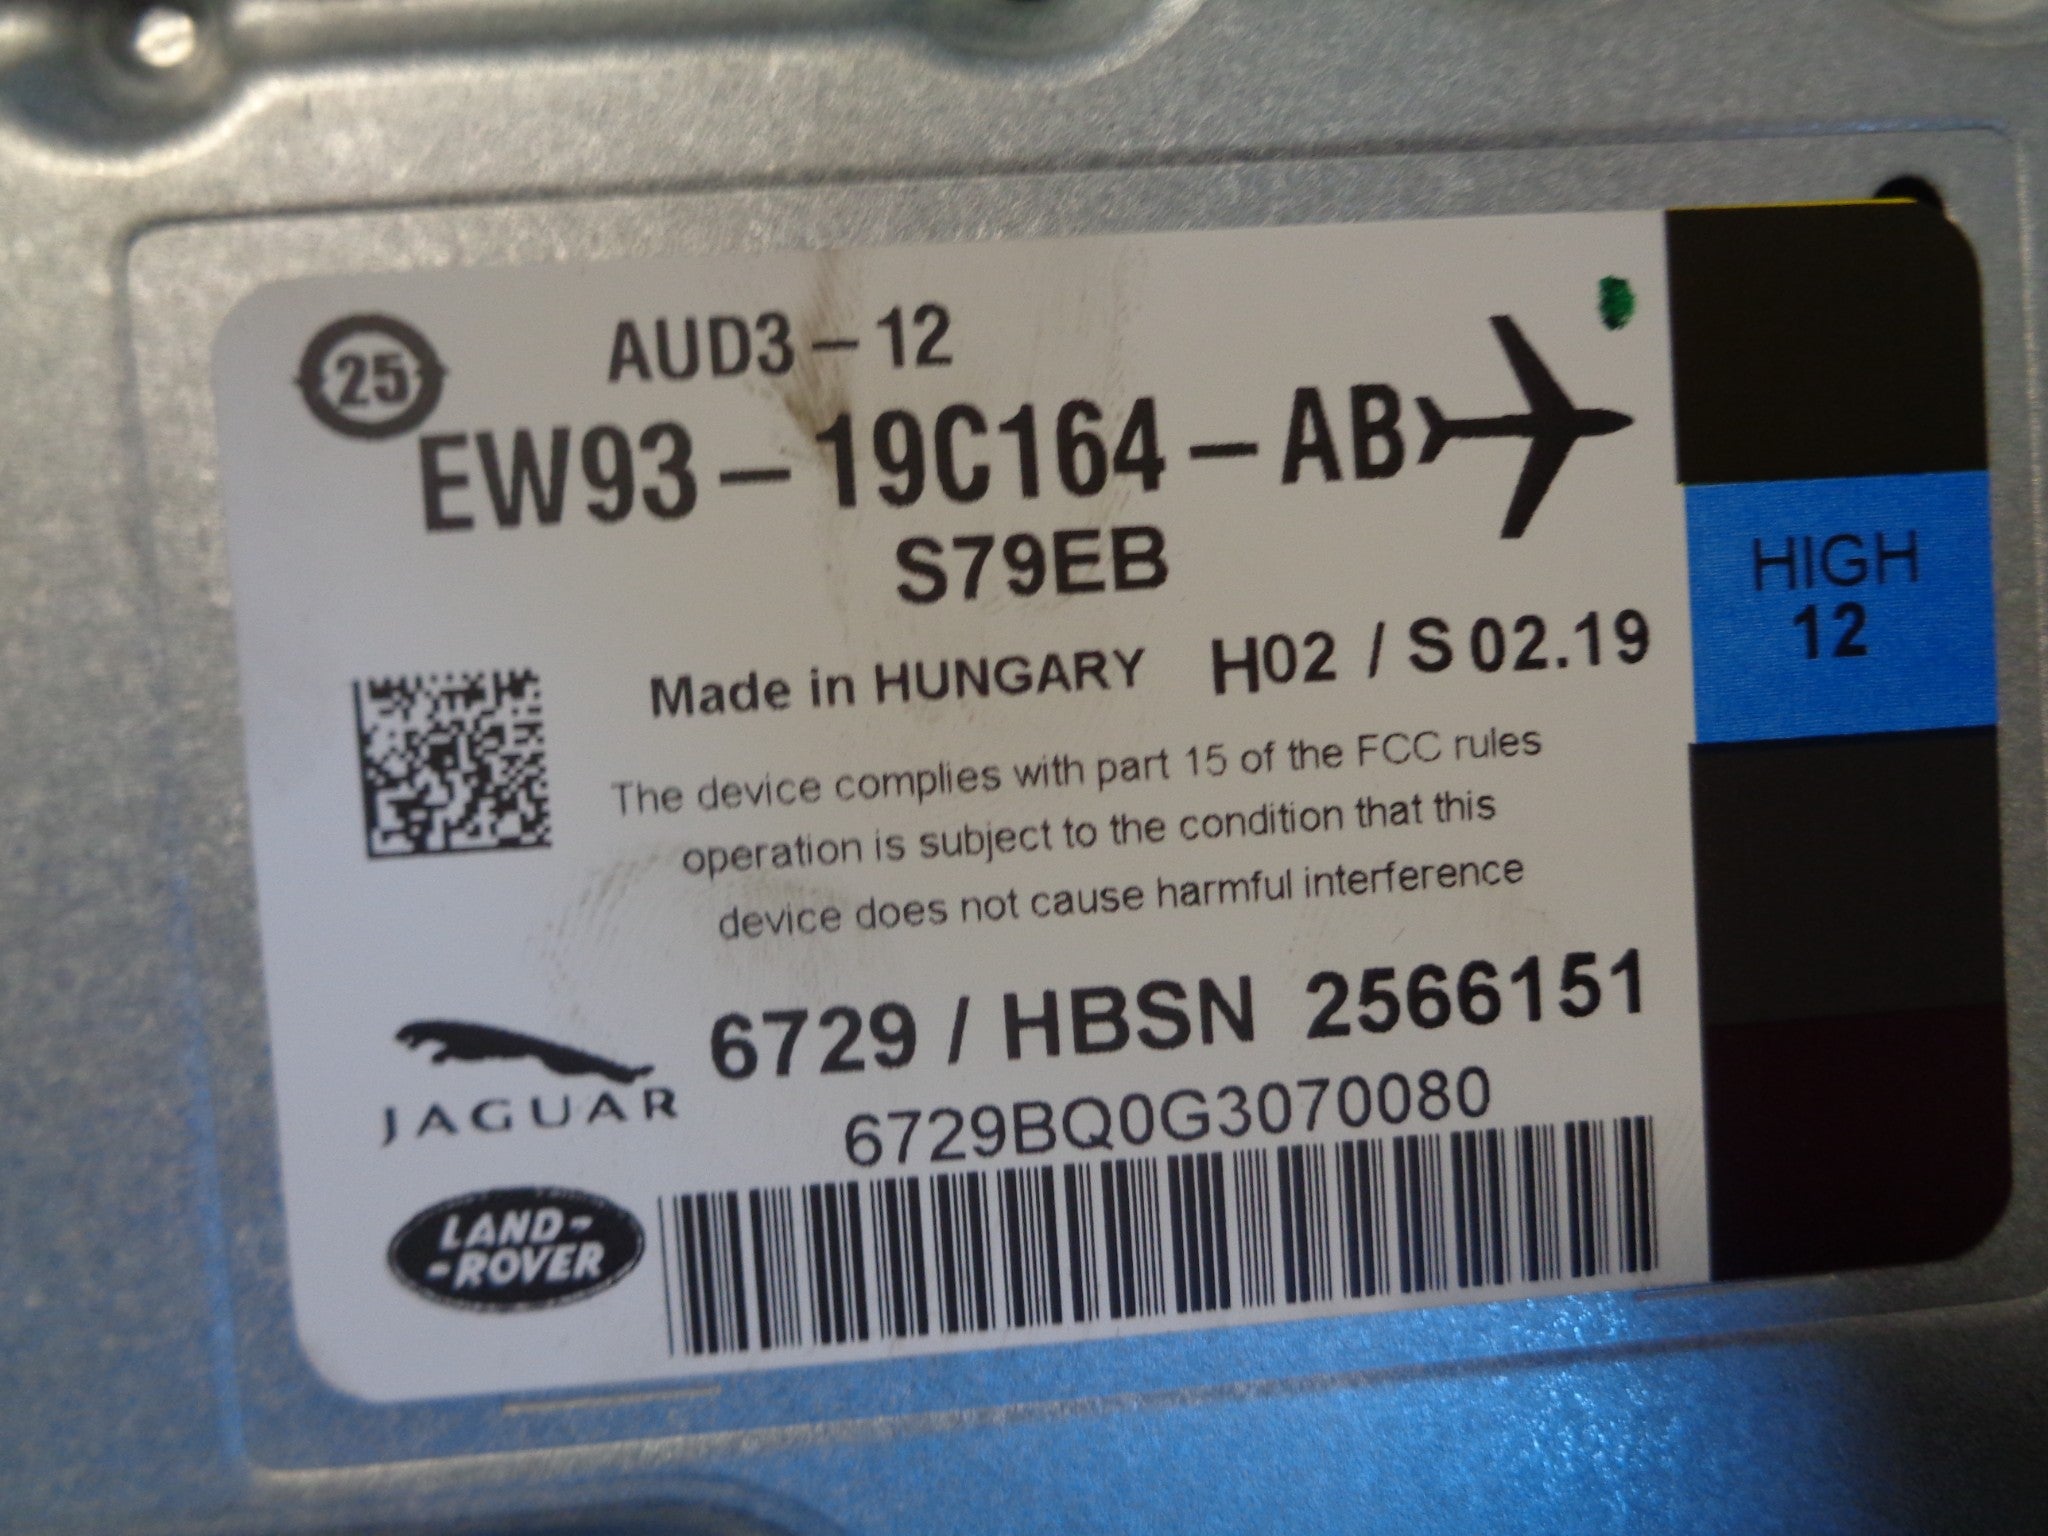 25
AUD3-12
EW93-19C164-AB
S79EB
HIGH
12
Made in HUNGARY H02 / S 02.19
The device complies with part 15 of the FCC rules
operation is subject to the condition that this
device does not cause harmful interference
6729 / HBSN 2566151
JAGUAR
6729BQ0G3070080
LAND-
-ROVER